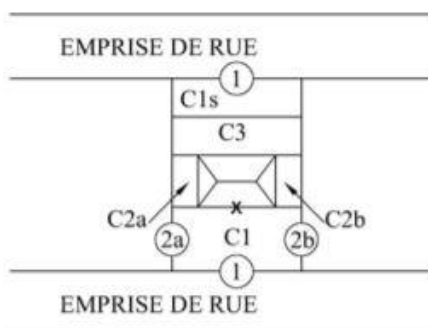 EMPRISE DE RUE
1
C1s
C3
C2a
C2b
x
2a
C1
2b
1
EMPRISE DE RUE